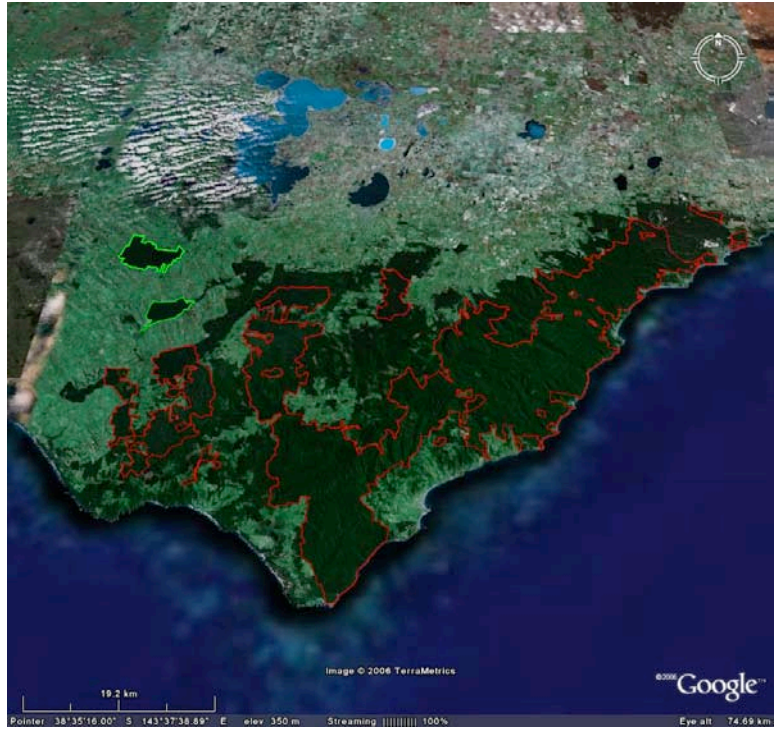 N
Image © 2006 TerraMetrics
©2006 Google™
19.2 km
Pointer 38°35'16.00" S 143°37'38.89" E elev 350 m Streaming ||||||||| 100% Eye alt 74.69 km